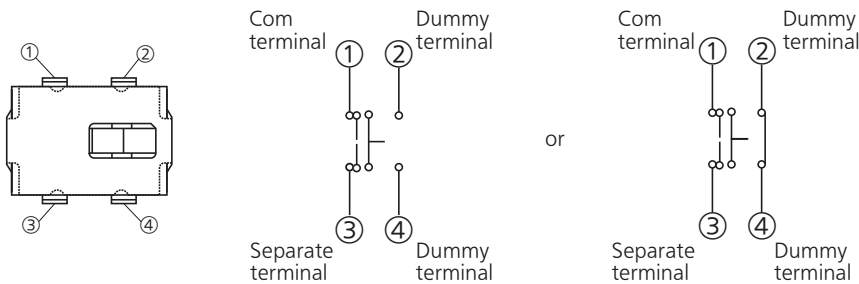 Com
terminal
Dummy
terminal
① ②
① ②
③ ④
③ ④
Separate
terminal
Dummy
terminal
or
Com
terminal
Dummy
terminal
① ②
③ ④
Separate
terminal
Dummy
terminal